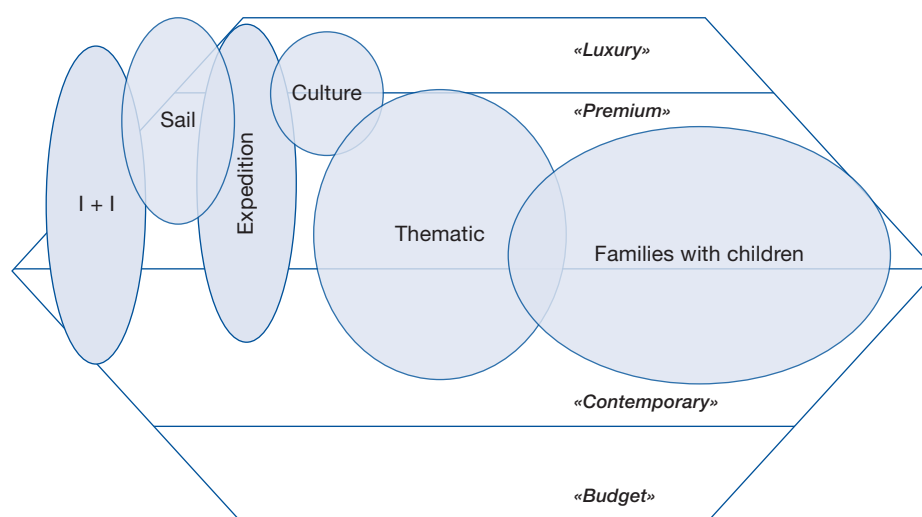 «Luxury»
Culture
«Premium»
Sail
Expedition
I + I
Thematic
Families with children
«Contemporary»
«Budget»